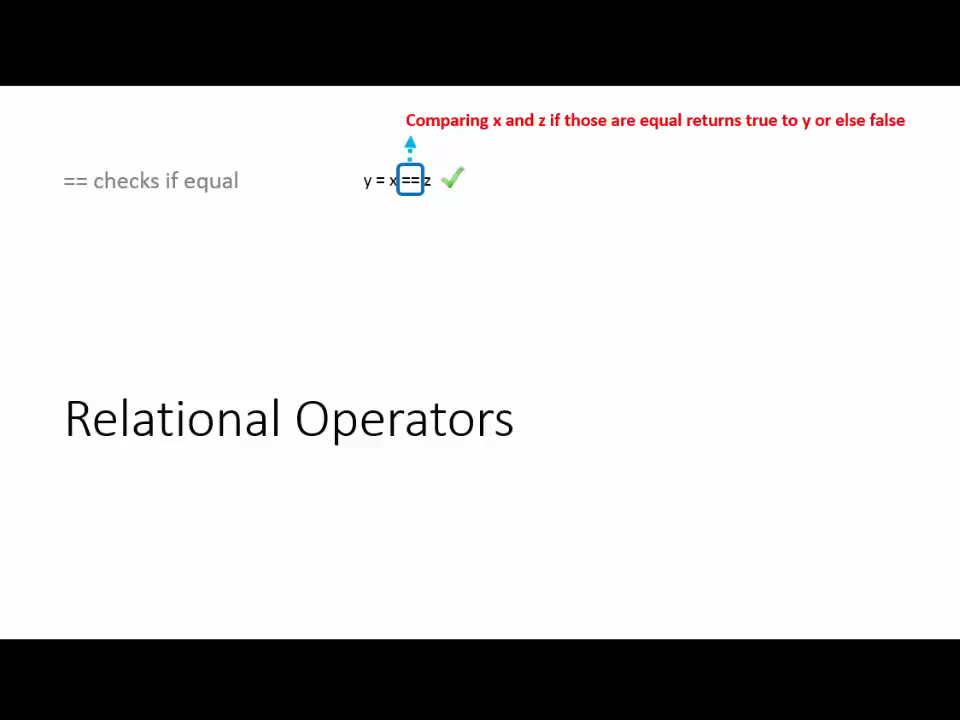 Comparing x and z if those are equal returns true to y or else false
== checks if equal
y = x == z
Relational Operators